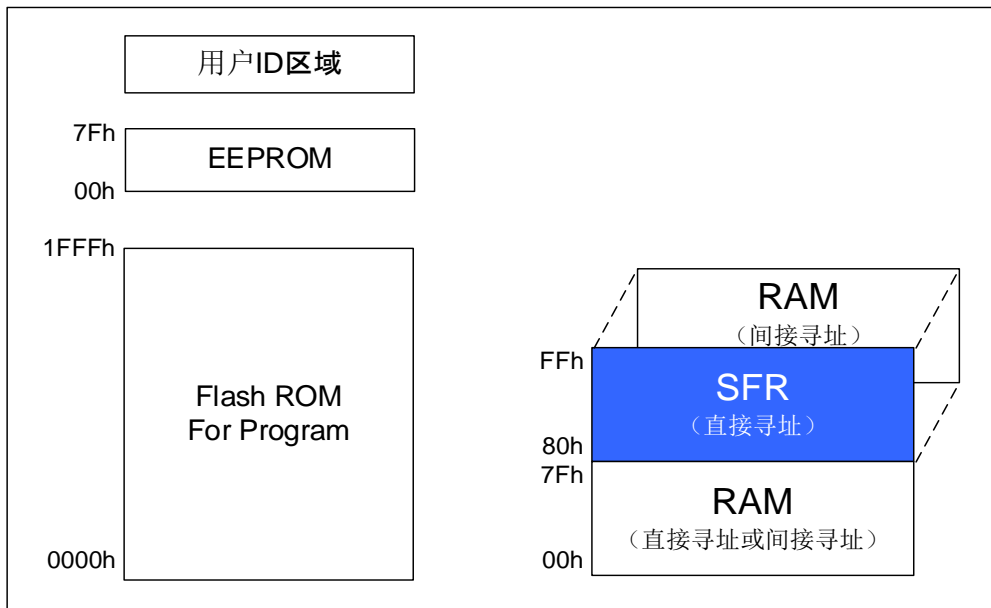 用户ID区域
7Fh
EEPROM
00h
1FFFh
Flash ROM
For Program
0000h
RAM
（间接寻址）
FFh
SFR
（直接寻址）
80h
7Fh
RAM
（直接寻址或间接寻址）
00h